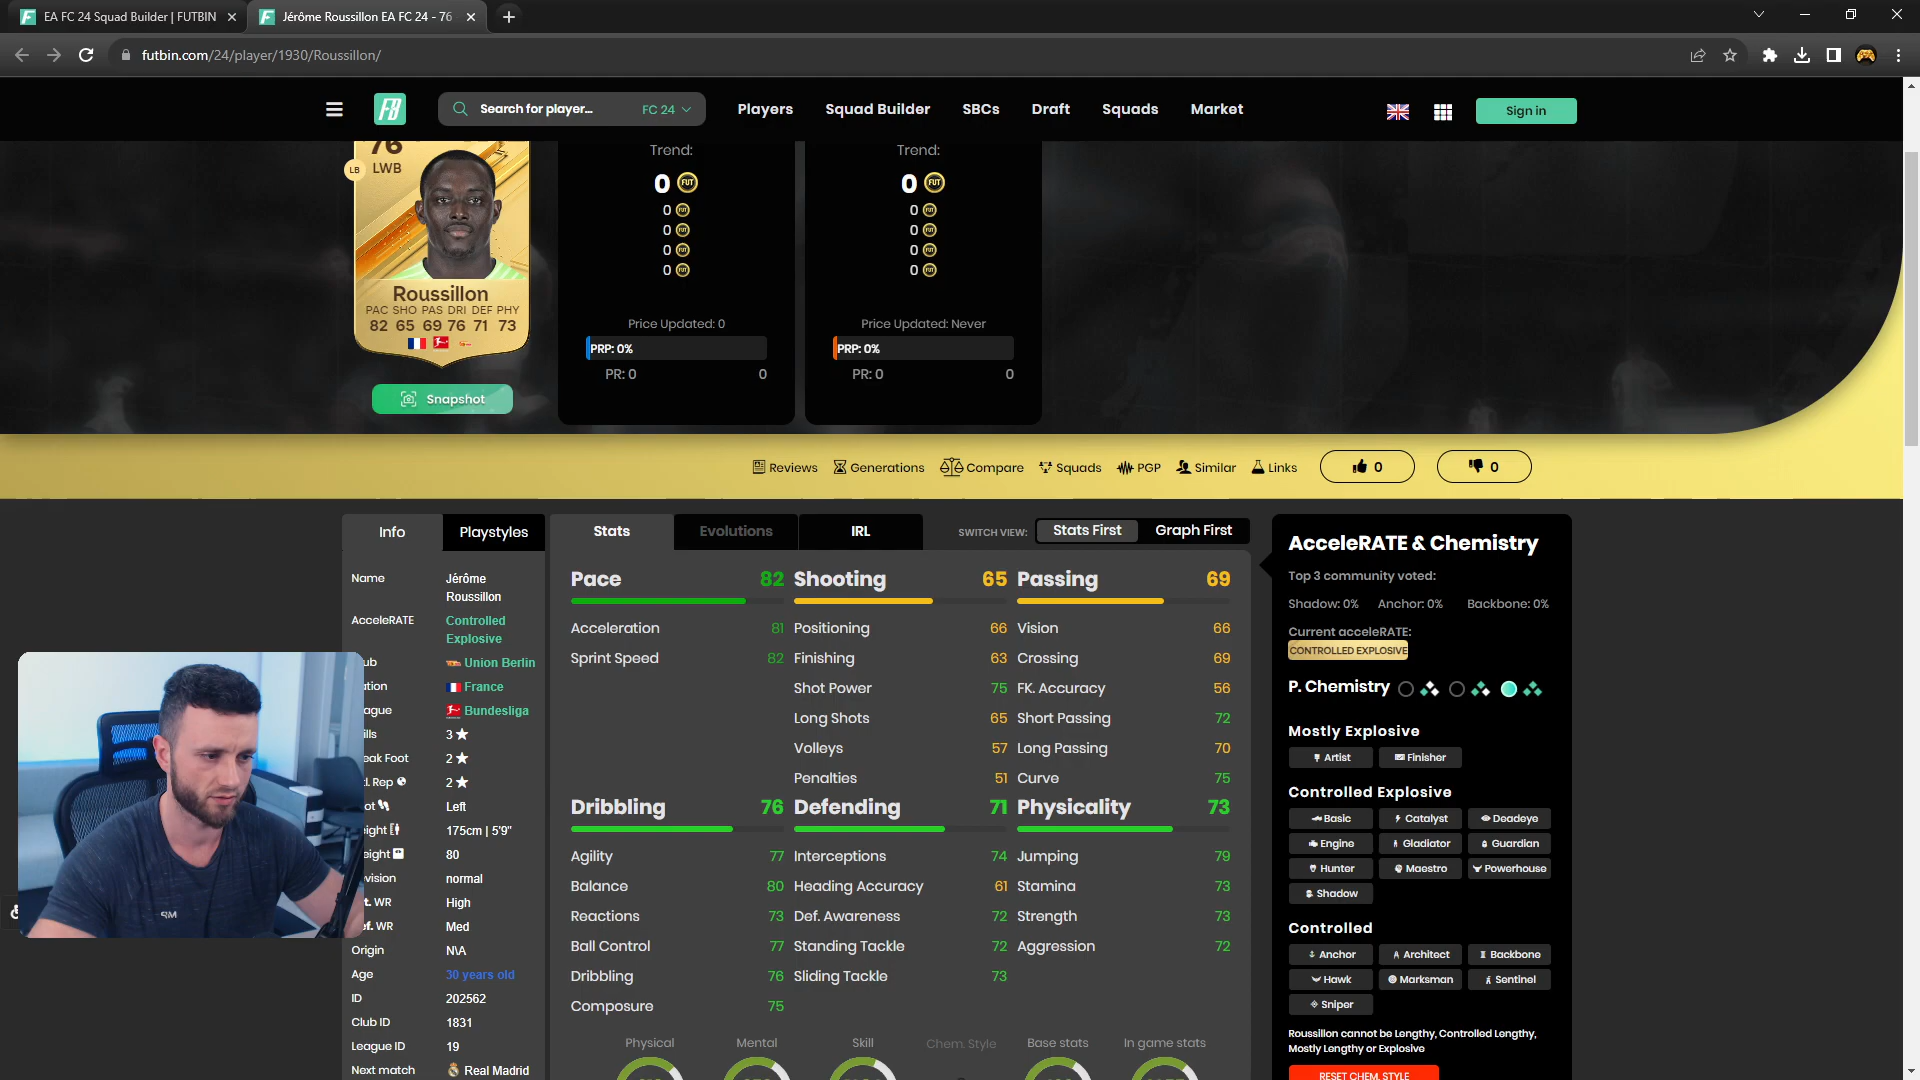 EA FC 24 Squad Builder | FUTBIN
Jérôme Roussillon EA FC 24 - 76
futbin.com/24/player/1930/Roussillon/
Search for player...
FC 24
Players
Squad Builder
SBCs
Draft
Squads
Market
Sign in
76
LWB
LB
Roussillon
PAC SHO PAS DRI DEF PHY
82 65 69 76 71 73
Snapshot
Trend:
0
0
0
0
0
Price Updated: 0
PRP: 0%
PR: 0 0
Trend:
0
0
0
0
0
Price Updated: Never
PRP: 0%
PR: 0 0
Reviews
Generations
Compare
Squads
PGP
Similar
Links
0
0
Info
Playstyles
Name Jérôme Roussillon
AcceleRATE Controlled Explosive
ub Union Berlin
ation France
ague Bundesliga
ills 3
eak Foot 2
l. Rep 2
ot Left
eight 175cm | 5'9"
eight 80
vision normal
t. WR High
ef. WR Med
Origin N\A
Age 30 years old
ID 202562
Club ID 1831
League ID 19
Next match Real Madrid
Stats
Evolutions
IRL
SWITCH VIEW:
Stats First
Graph First
Pace 82
Acceleration 81
Sprint Speed 82
Shooting 65
Positioning 66
Finishing 63
Shot Power 75
Long Shots 65
Volleys 57
Penalties 51
Passing 69
Vision 66
Crossing 69
FK. Accuracy 56
Short Passing 72
Long Passing 70
Curve 75
Dribbling 76
Agility 77
Balance 80
Reactions 73
Ball Control 77
Dribbling 76
Composure 75
Defending 71
Interceptions 74
Heading Accuracy 61
Def. Awareness 72
Standing Tackle 72
Sliding Tackle 73
Physicality 73
Jumping 79
Stamina 73
Strength 73
Aggression 72
Physical
Mental
Skill
Chem. Style
Base stats
In game stats
AcceleRATE & Chemistry
Top 3 community voted:
Shadow: 0% Anchor: 0% Backbone: 0%
Current acceleRATE:
CONTROLLED EXPLOSIVE
P. Chemistry
Mostly Explosive
Artist
Finisher
Controlled Explosive
Basic
Catalyst
Deadeye
Engine
Gladiator
Guardian
Hunter
Maestro
Powerhouse
Shadow
Controlled
Anchor
Architect
Backbone
Hawk
Marksman
Sentinel
Sniper
Roussillon cannot be Lengthy, Controlled Lengthy,
Mostly Lengthy or Explosive
RESET CHEM. STYLE